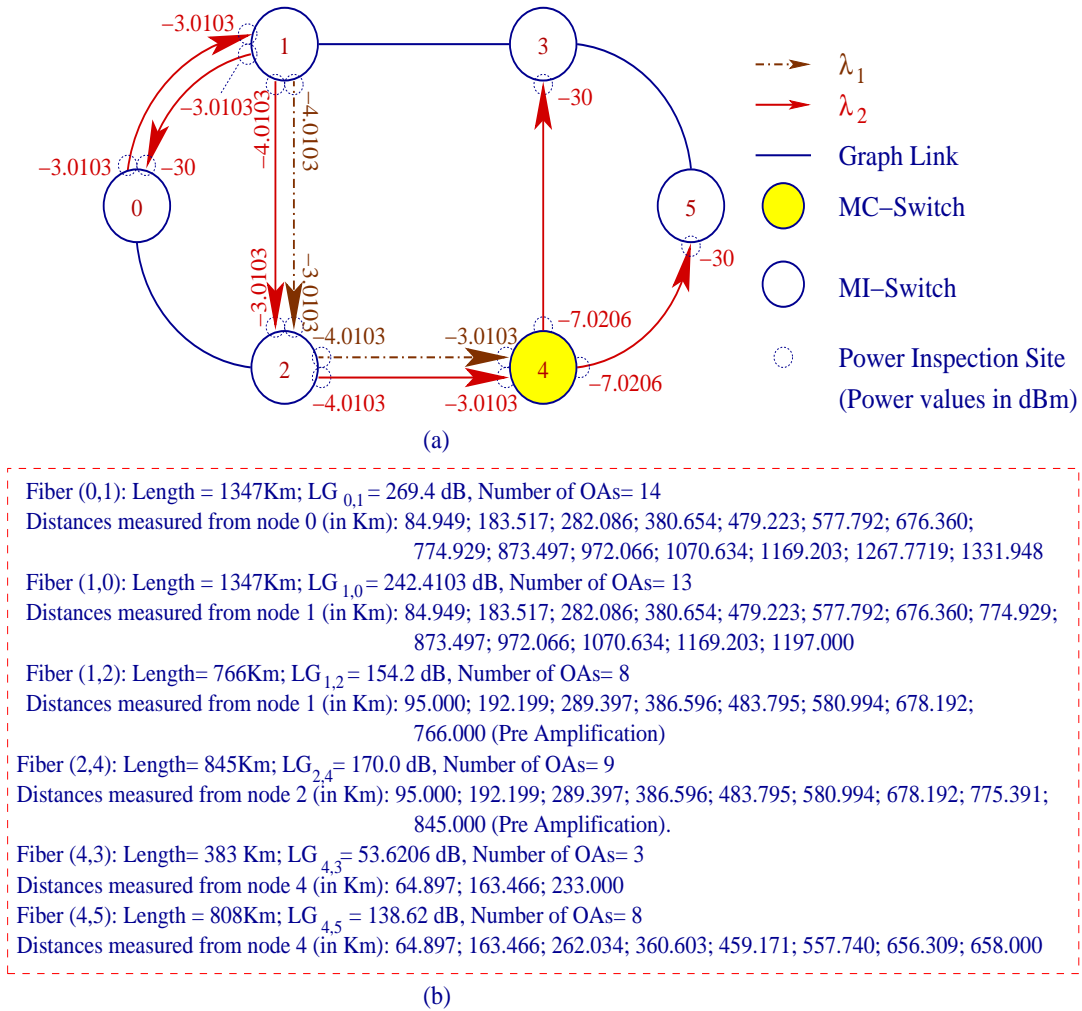 −3.0103
1
3
λ1
−3.0103
−4.0103
−4.0103
−30
λ2
−3.0103
−30
Graph Link
0
5
MC−Switch
−30
−3.0103
−3.0103
−7.0206
MI−Switch
−4.0103
−3.0103
2
4
−7.0206
Power Inspection Site
−4.0103
−3.0103
(Power values in dBm)
(a)
Fiber (0,1): Length = 1347Km; LG 0,1 = 269.4 dB, Number of OAs= 14
Distances measured from node 0 (in Km): 84.949; 183.517; 282.086; 380.654; 479.223; 577.792; 676.360;
774.929; 873.497; 972.066; 1070.634; 1169.203; 1267.7719; 1331.948
Fiber (1,0): Length = 1347Km; LG 1,0 = 242.4103 dB, Number of OAs= 13
Distances measured from node 1 (in Km): 84.949; 183.517; 282.086; 380.654; 479.223; 577.792; 676.360; 774.929;
873.497; 972.066; 1070.634; 1169.203; 1197.000
Fiber (1,2): Length= 766Km; LG 1,2 = 154.2 dB, Number of OAs= 8
Distances measured from node 1 (in Km): 95.000; 192.199; 289.397; 386.596; 483.795; 580.994; 678.192;
766.000 (Pre Amplification)
Fiber (2,4): Length= 845Km; LG 2,4 = 170.0 dB, Number of OAs= 9
Distances measured from node 2 (in Km): 95.000; 192.199; 289.397; 386.596; 483.795; 580.994; 678.192; 775.391;
845.000 (Pre Amplification).
Fiber (4,3): Length= 383 Km; LG 4,3 = 53.6206 dB, Number of OAs= 3
Distances measured from node 4 (in Km): 64.897; 163.466; 233.000
Fiber (4,5): Length = 808Km; LG 4,5 = 138.62 dB, Number of OAs= 8
Distances measured from node 4 (in Km): 64.897; 163.466; 262.034; 360.603; 459.171; 557.740; 656.309; 658.000
(b)